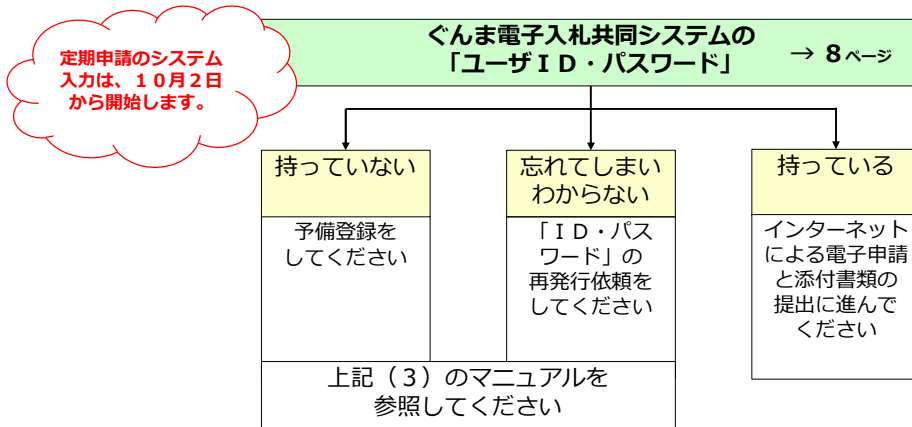 定期申請のシステム
入力は、１０月２日
から開始します。
ぐんま電子入札共同システムの
「ユーザＩＤ・パスワード」 → 8ページ
持っていない
予備登録を
してください
忘れてしまい
わからない
「ＩＤ・パス
ワード」の
再発行依頼を
してください
持っている
インターネット
による電子申請
と添付書類の
提出に進んで
ください
上記（３）のマニュアルを
参照してください